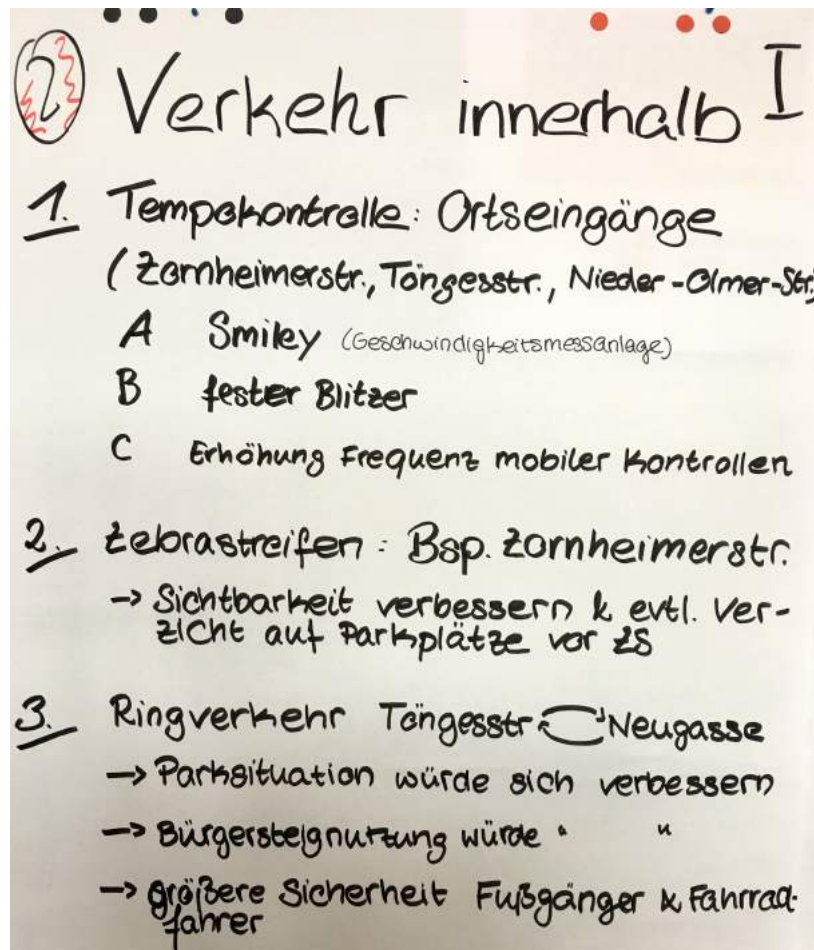 2 Verkehr innerhalb I
1. Tempokontrolle: Ortseingänge
(Zornheimerstr., Töngesstr., Nieder-Olmer-Str.)
A Smiley (Geschwindigkeitsmessanlage)
B fester Blitzer
C Erhöhung Frequenz mobiler Kontrollen
2. Zebrastreifen: Bsp. Zornheimerstr.
→ Sichtbarkeit verbessern & evtl. Ver-
zicht auf Parkplätze vor ZS
3. Ringverkehr Töngesstr. Neugasse
→ Parksituation würde sich verbessern
→ Bürgersteignutzung würde " "
→ größere Sicherheit Fußgänger & Fahrrad-
fahrer